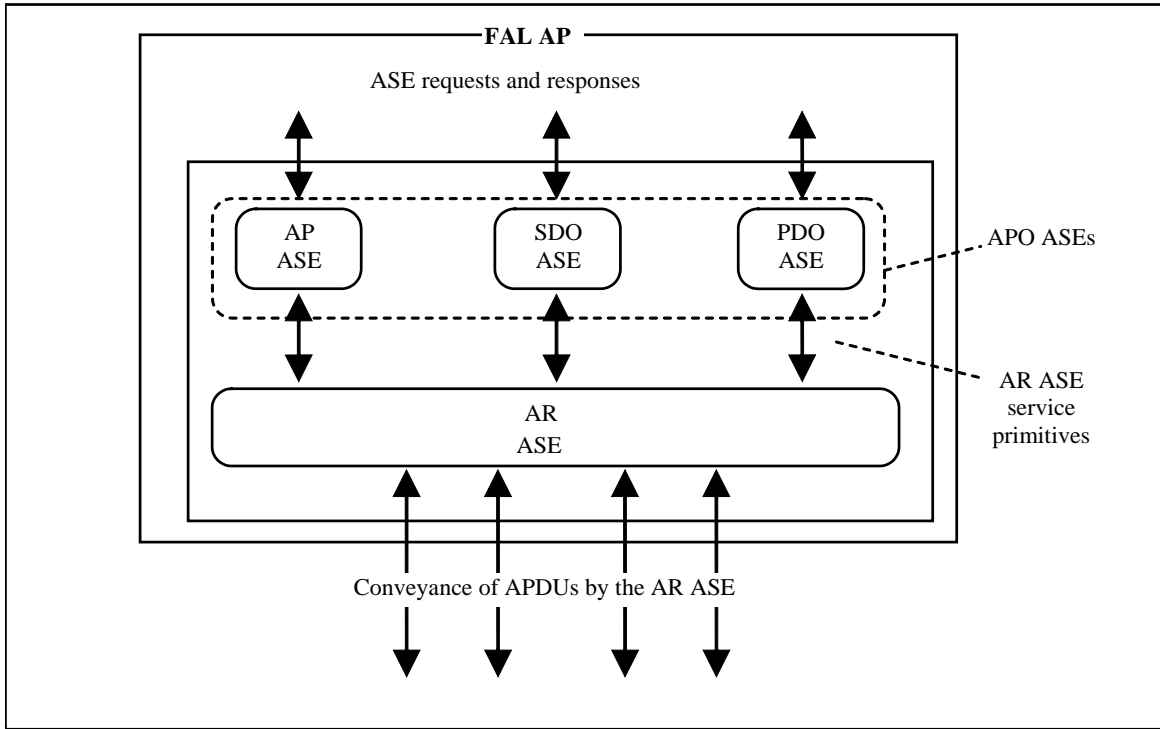 FAL AP
ASE requests and responses
AP
ASE
SDO
ASE
PDO
ASE
APO ASEs
AR ASE
service
primitives
AR
ASE
Conveyance of APDUs by the AR ASE